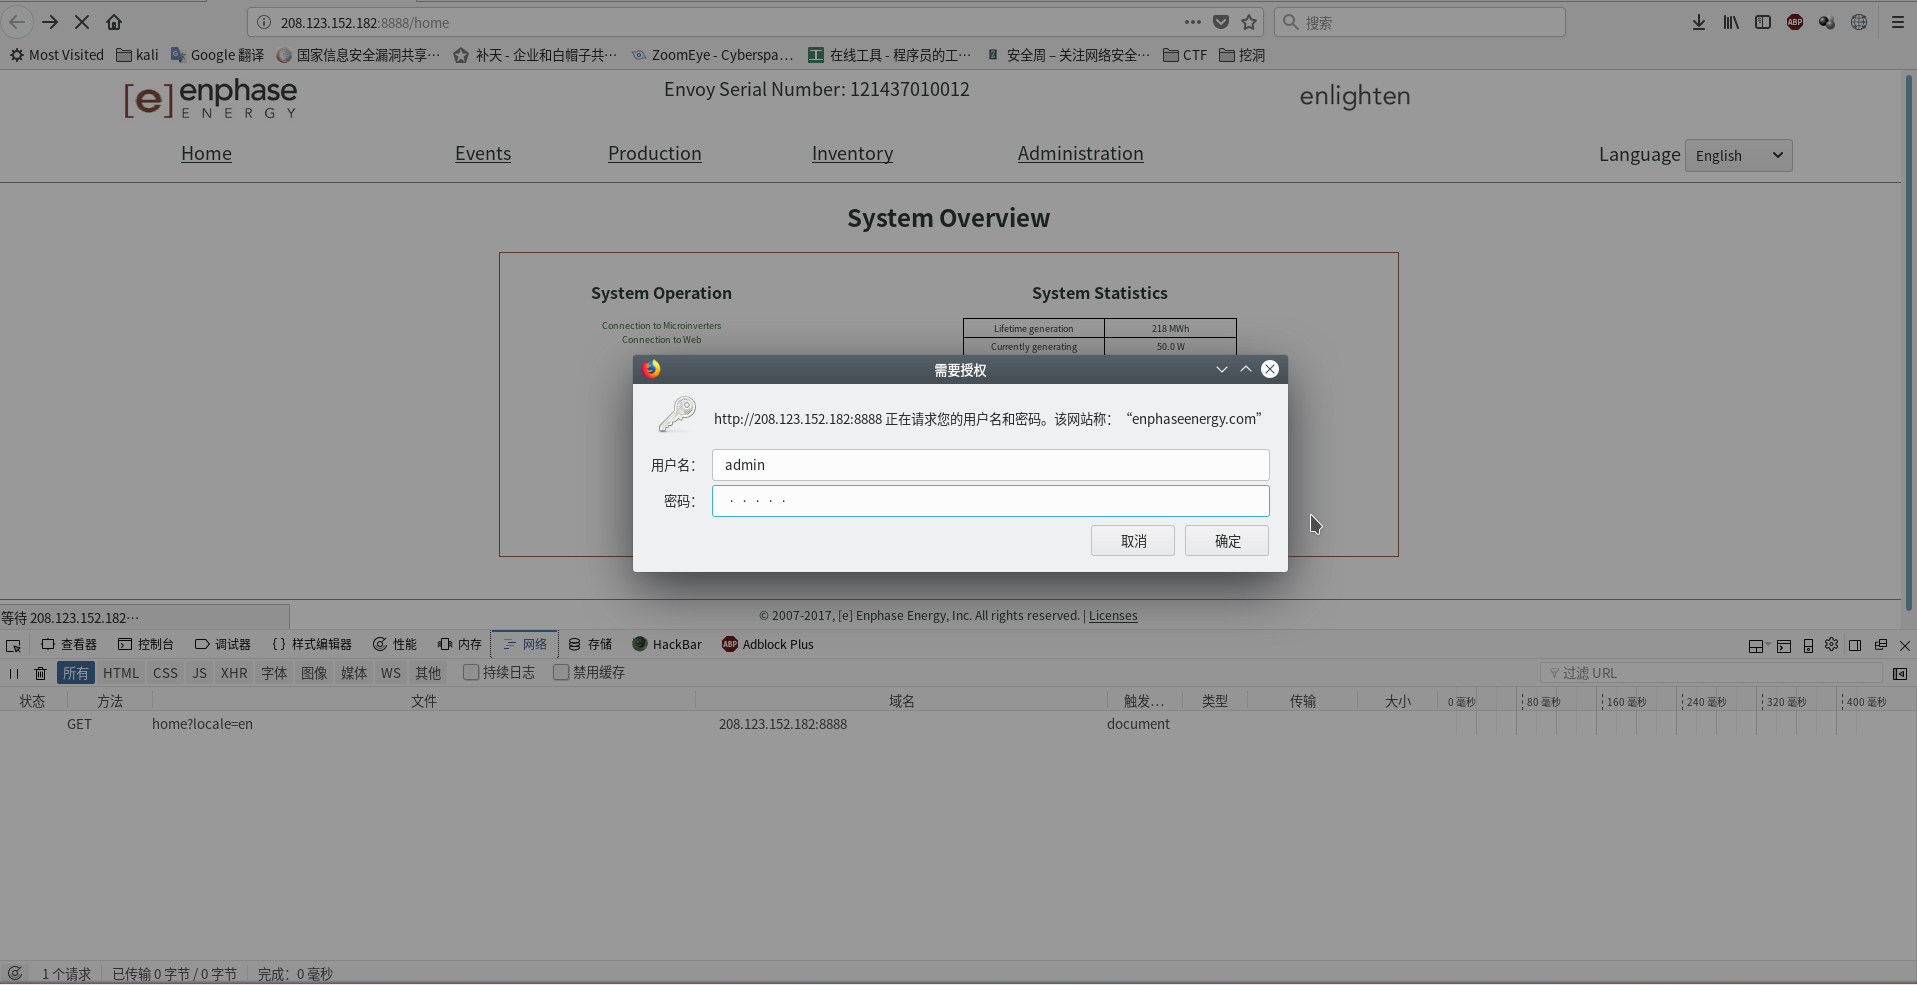 208.123.152.182:8888/home
搜索
Most Visited
kali
Google 翻译
国家信息安全漏洞共享…
补天 - 企业和白帽子共…
ZoomEye - Cyberspa…
在线工具 - 程序员的工…
安全周 – 关注网络安全…
CTF
挖洞
[e] enphase
ENERGY
Envoy Serial Number: 121437010012
enlighten
Home
Events
Production
Inventory
Administration
Language
English
System Overview
System Operation
System Statistics
Connection to Microinverters
Connection to Web
Lifetime generation
218 MWh
Currently generating
50.0 W
需要授权
http://208.123.152.182:8888 正在请求您的用户名和密码。该网站称：“enphaseenergy.com”
用户名：
admin
密码：
·····
取消
确定
等待 208.123.152.182…
© 2007-2017, [e] Enphase Energy, Inc. All rights reserved. | Licenses
查看器
控制台
调试器
{ } 样式编辑器
性能
内存
网络
存储
HackBar
ABP
Adblock Plus
所有
HTML
CSS
JS
XHR
字体
图像
媒体
WS
其他
持续日志
禁用缓存
过滤 URL
状态
方法
文件
域名
触发…
类型
传输
大小
0 毫秒
80 毫秒
160 毫秒
240 毫秒
320 毫秒
400 毫秒
GET
home?locale=en
208.123.152.182:8888
document
1 个请求
已传输 0 字节 / 0 字节
完成：0 毫秒